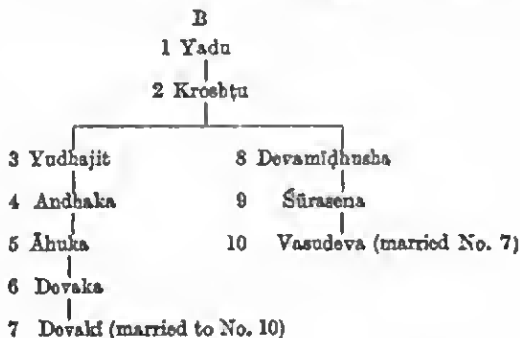 B
1 Yadu
2 Kroshṭu
3 Yudhajit 8 Devamīḍhusha
4 Andhaka 9 Śūrasena
5 Āhuka 10 Vasudeva (married No. 7)
6 Devaka
7 Devakī (married to No. 10)